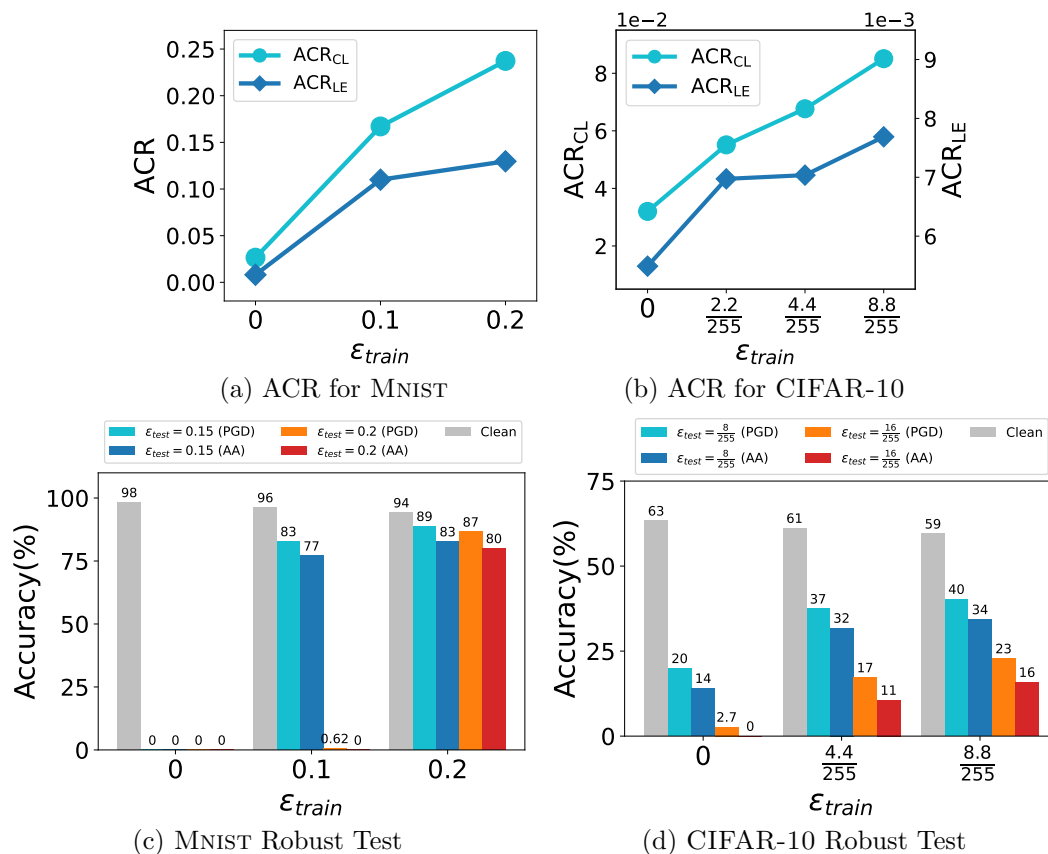 1e−2 1e−3
0.25 ACR_CL ACR_LE
0.20
0.15
0.10
0.05
0.00
ACR
0 0.1 0.2
ε_train
(a) ACR for MNIST
8 ACR_CL ACR_LE 9
6 8
4 7
2 6
ACR_CL ACR_LE
0 2.2/255 4.4/255 8.8/255
ε_train
(b) ACR for CIFAR-10
ε_test = 0.15 (PGD) ε_test = 0.2 (PGD) Clean
ε_test = 0.15 (AA) ε_test = 0.2 (AA)
100
75
50
25
0
Accuracy(%)
98 0 0 0 0
96 83 77 0.62 0
94 89 83 87 80
0 0.1 0.2
ε_train
(c) MNIST Robust Test
ε_test = 8/255 (PGD) ε_test = 16/255 (PGD) Clean
ε_test = 8/255 (AA) ε_test = 16/255 (AA)
75
50
25
0
Accuracy(%)
63 20 14 2.7 0
61 37 32 17 11
59 40 34 23 16
0 4.4/255 8.8/255
ε_train
(d) CIFAR-10 Robust Test